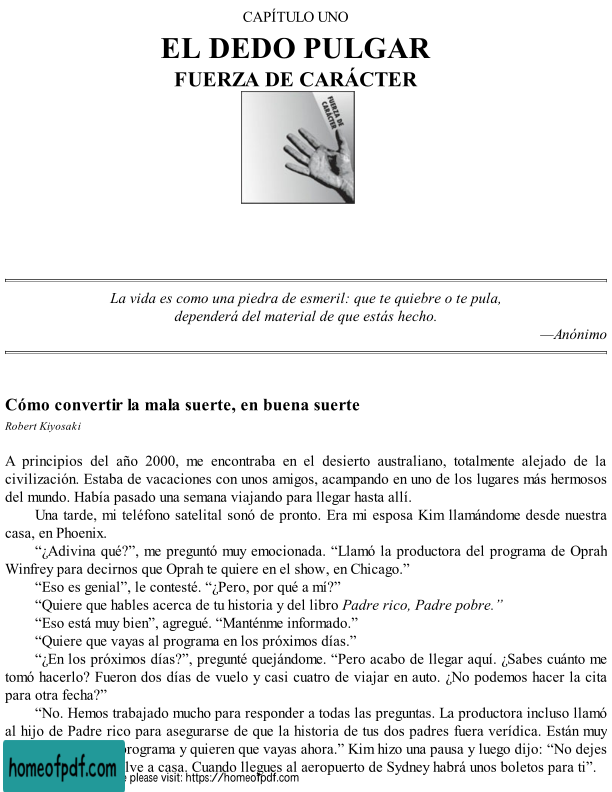 CAPÍTULO UNO
EL DEDO PULGAR
FUERZA DE CARÁCTER
FUERZA DE
CARÁCTER
La vida es como una piedra de esmeril: que te quiebre o te pula,
dependerá del material de que estás hecho.
—Anónimo
Cómo convertir la mala suerte, en buena suerte
Robert Kiyosaki
A principios del año 2000, me encontraba en el desierto australiano, totalmente alejado de la
civilización. Estaba de vacaciones con unos amigos, acampando en uno de los lugares más hermosos
del mundo. Había pasado una semana viajando para llegar hasta allí.
Una tarde, mi teléfono satelital sonó de pronto. Era mi esposa Kim llamándome desde nuestra
casa, en Phoenix.
“¿Adivina qué?”, me preguntó muy emocionada. “Llamó la productora del programa de Oprah
Winfrey para decirnos que Oprah te quiere en el show, en Chicago.”
“Eso es genial”, le contesté. “¿Pero, por qué a mí?”
“Quiere que hables acerca de tu historia y del libro Padre rico, Padre pobre.”
“Eso está muy bien”, agregué. “Manténme informado.”
“Quiere que vayas al programa en los próximos días.”
“¿En los próximos días?”, pregunté quejándome. “Pero acabo de llegar aquí. ¿Sabes cuánto me
tomó hacerlo? Fueron dos días de vuelo y casi cuatro de viajar en auto. ¿No podemos hacer la cita
para otra fecha?”
“No. Hemos trabajado mucho para responder a todas las preguntas. La productora incluso llamó
al hijo de Padre rico para asegurarse de que la historia de tus dos padres fuera verídica. Están muy
programa y quieren que vayas ahora.” Kim hizo una pausa y luego dijo: “No dejes
lve a casa. Cuando llegues al aeropuerto de Sydney habrá unos boletos para ti”.
homeofpdf.com
please visit: https://homeofpdf.com